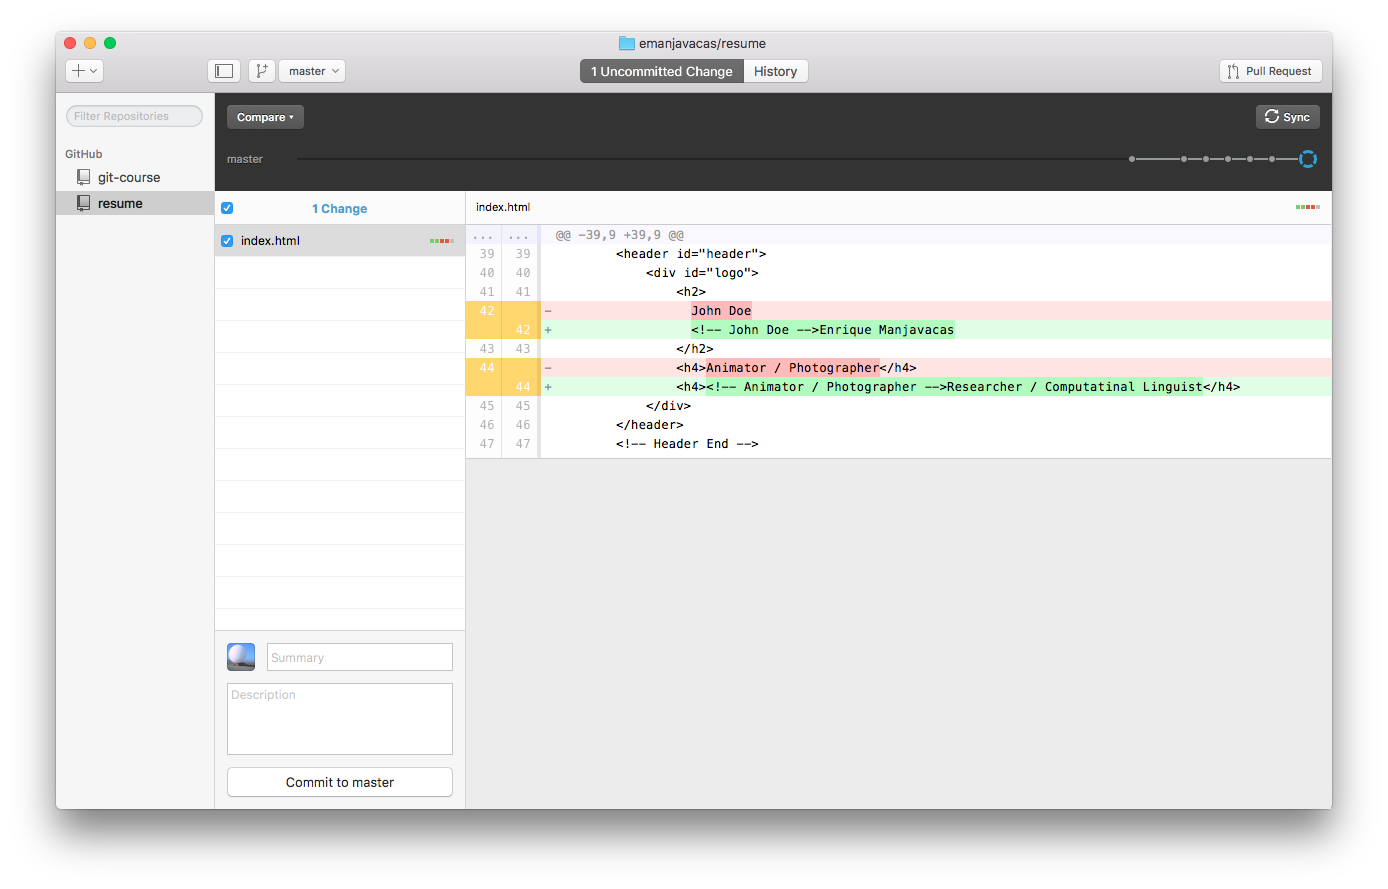 emanjavacas/resume
master
1 Uncommitted Change
History
Pull Request
Filter Repositories
GitHub
git-course
resume
Compare
Sync
master
1 Change
index.html
index.html
... ... @@ -39,9 +39,9 @@
39 39 <header id="header">
40 40 <div id="logo">
41 41 <h2>
42 - John Doe
42 + <!-- John Doe -->Enrique Manjavacas
43 43 </h2>
44 - <h4>Animator / Photographer</h4>
44 + <h4><!-- Animator / Photographer -->Researcher / Computatinal Linguist</h4>
45 45 </div>
46 46 </header>
47 47 <!-- Header End -->
Summary
Description
Commit to master